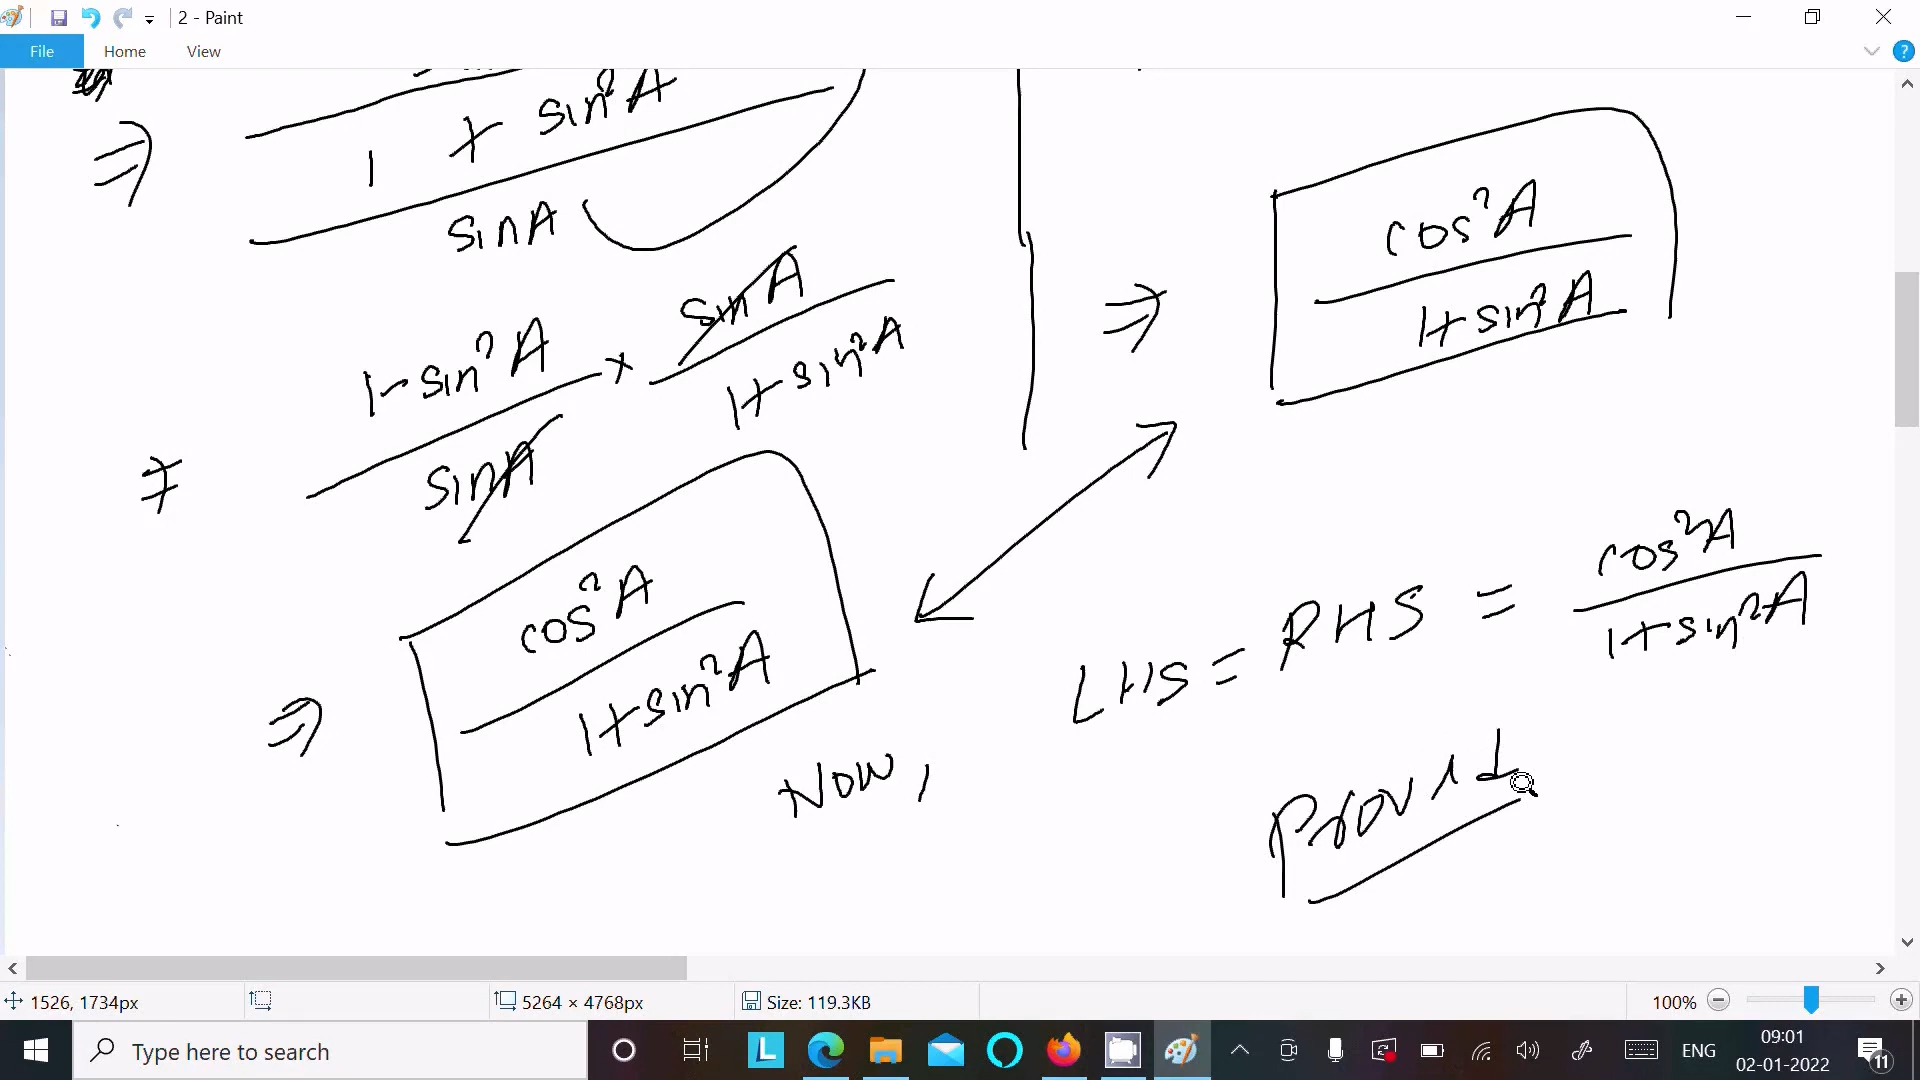 2 - Paint
File Home View
⇒ 1 + sin²A
sinA
⇒ 1-sin²A / sinA × sinA / 1+sin²A
⇒ cos²A / 1+sin²A
Now,
⇒ cos²A / 1+sin²A
LHS = RHS = cos²A / 1+sin²A
Provid
1526, 1734px 5264 × 4768px Size: 119.3KB 100%
Type here to search L ENG 09:01
02-01-2022 11